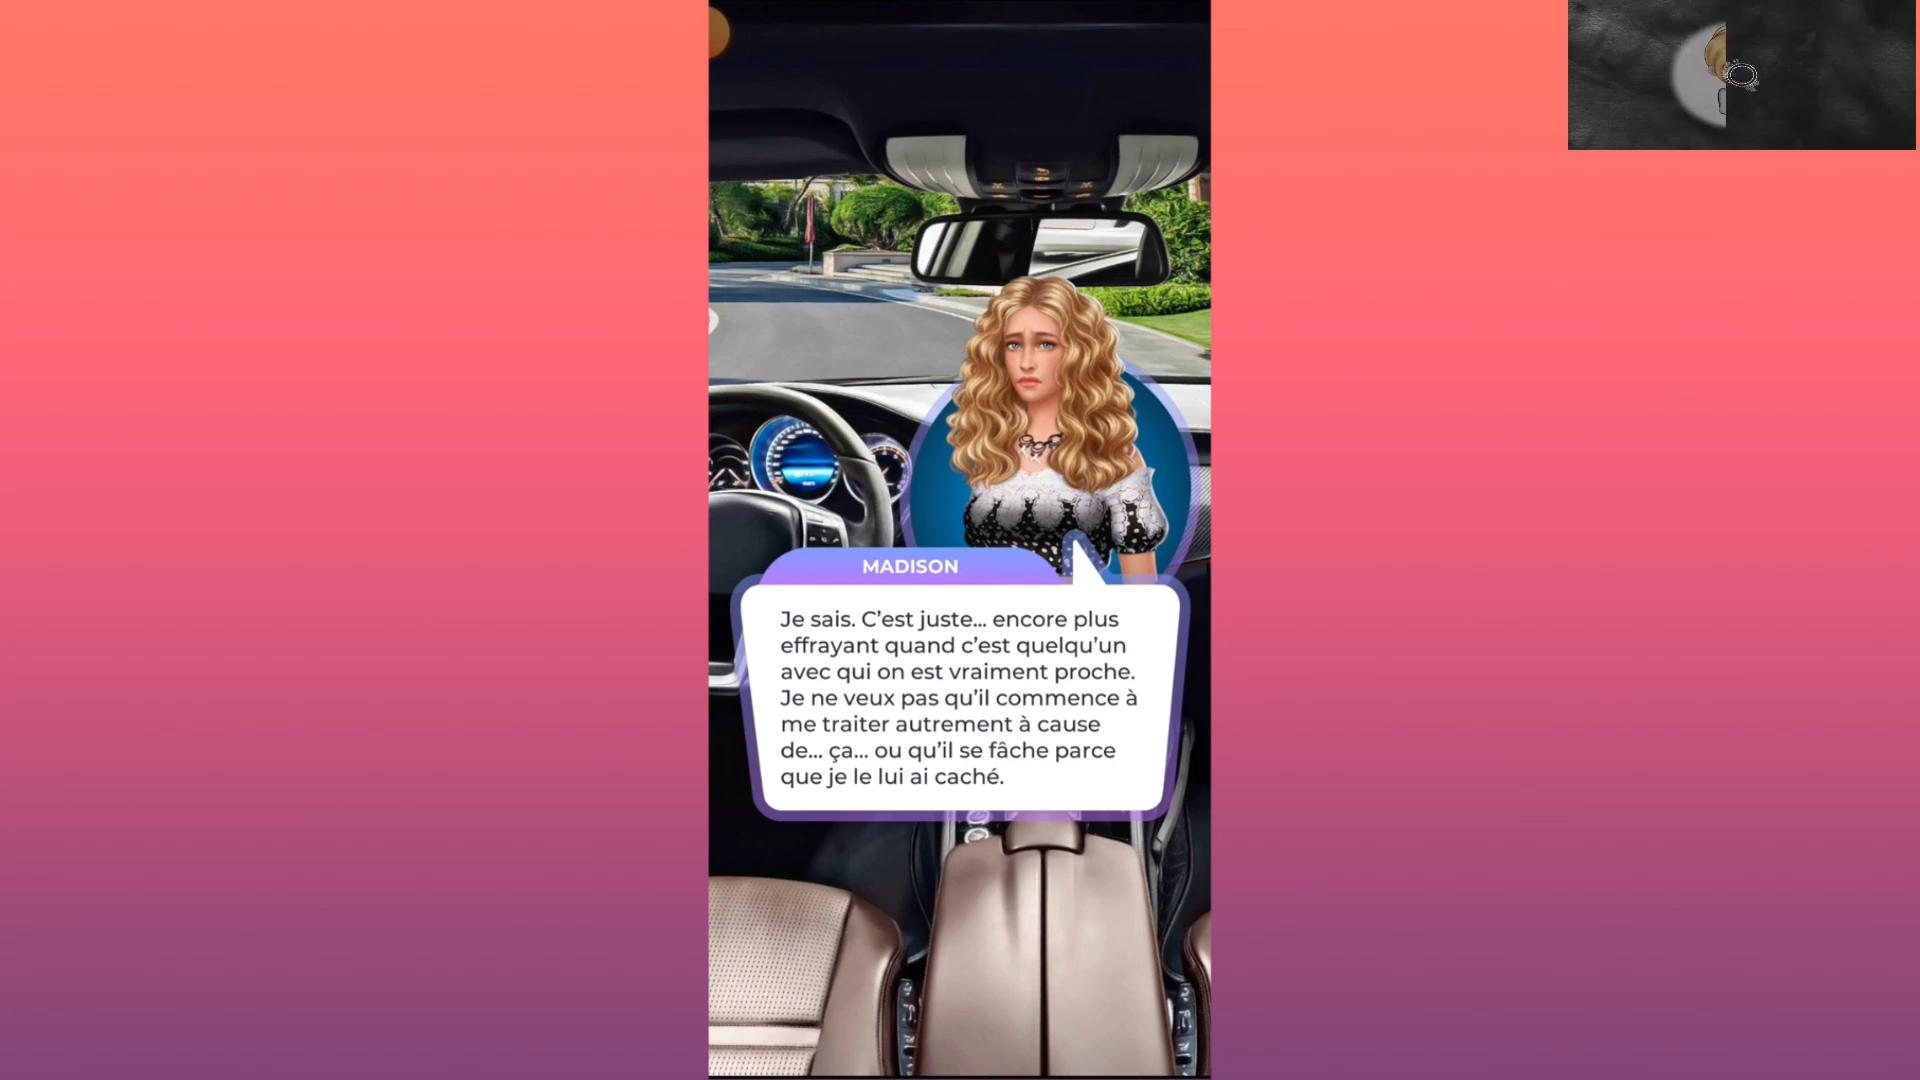 MADISON
Je sais. C’est juste... encore plus
effrayant quand c’est quelqu’un
avec qui on est vraiment proche.
Je ne veux pas qu’il commence à
me traiter autrement à cause
de... ça... ou qu’il se fâche parce
que je le lui ai caché.